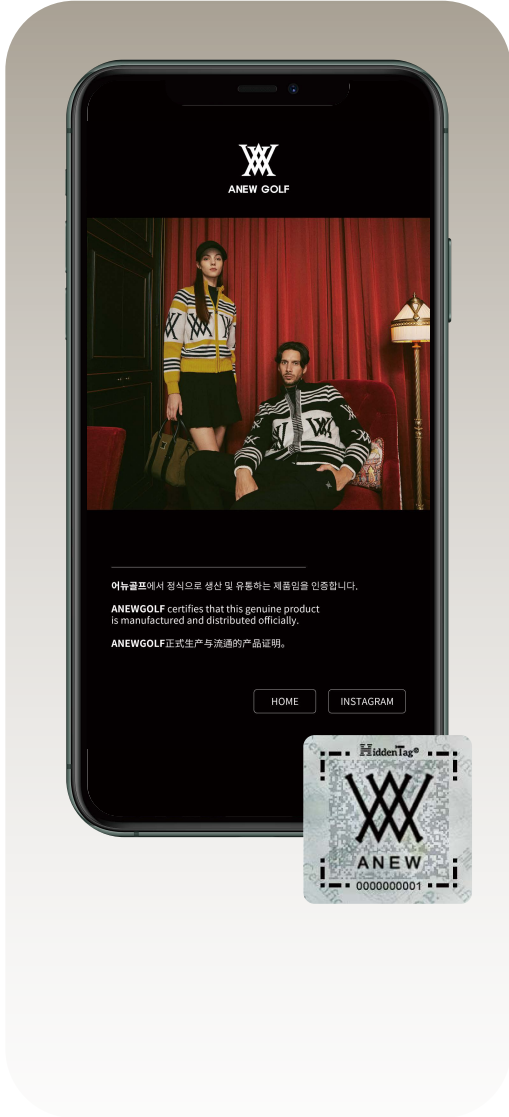 ANEW GOLF
어뉴골프에서 정식으로 생산 및 유통하는 제품임을 인증합니다.
ANEWGOLF certifies that this genuine product
is manufactured and distributed officially.
ANEWGOLF正式生产与流通的产品证明。
HOME
INSTAGRAM
HiddenTag®
ANEW
0000000001